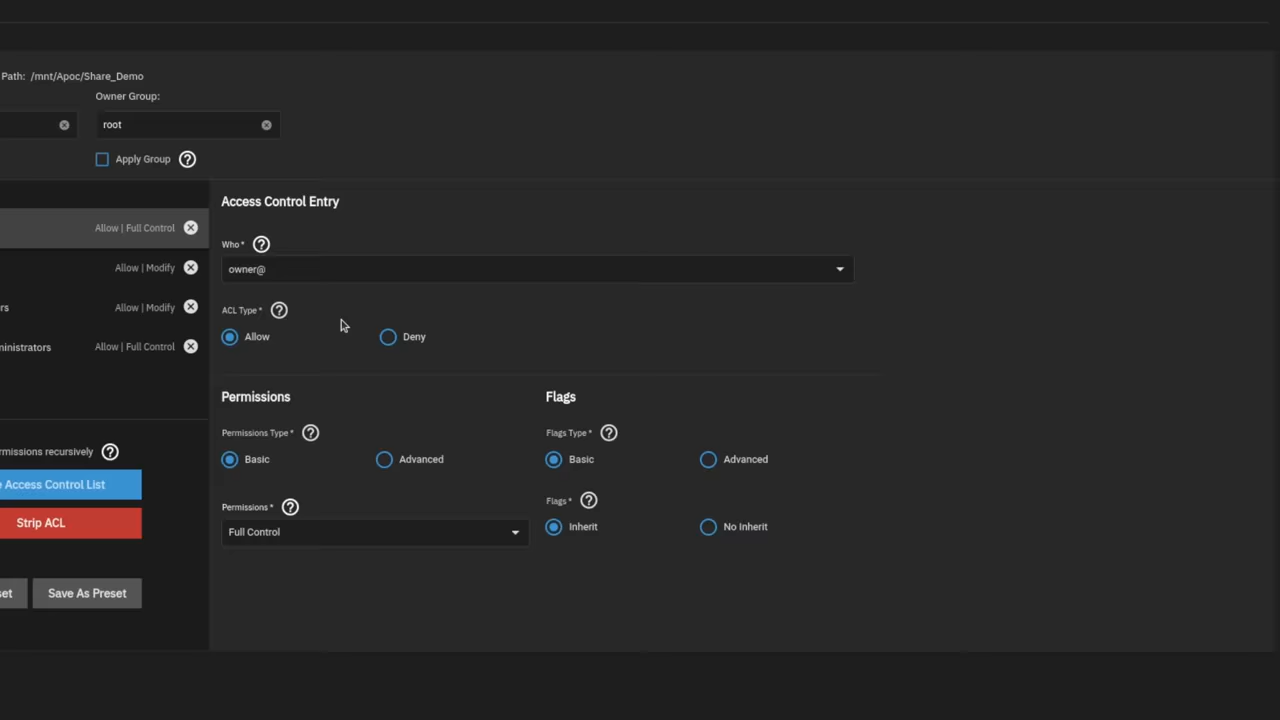 Path: /mnt/Apoc/Share_Demo
Owner Group:
root
Apply Group
Access Control Entry
Allow | Full Control
Who *
Allow | Modify
owner@
rs
Allow | Modify
ACL Type *
Allow
Deny
ministrators
Allow | Full Control
Permissions
Flags
Permissions Type *
Flags Type *
rmissions recursively
Basic
Advanced
Basic
Advanced
e Access Control List
Permissions *
Flags *
Strip ACL
Full Control
Inherit
No Inherit
set
Save As Preset